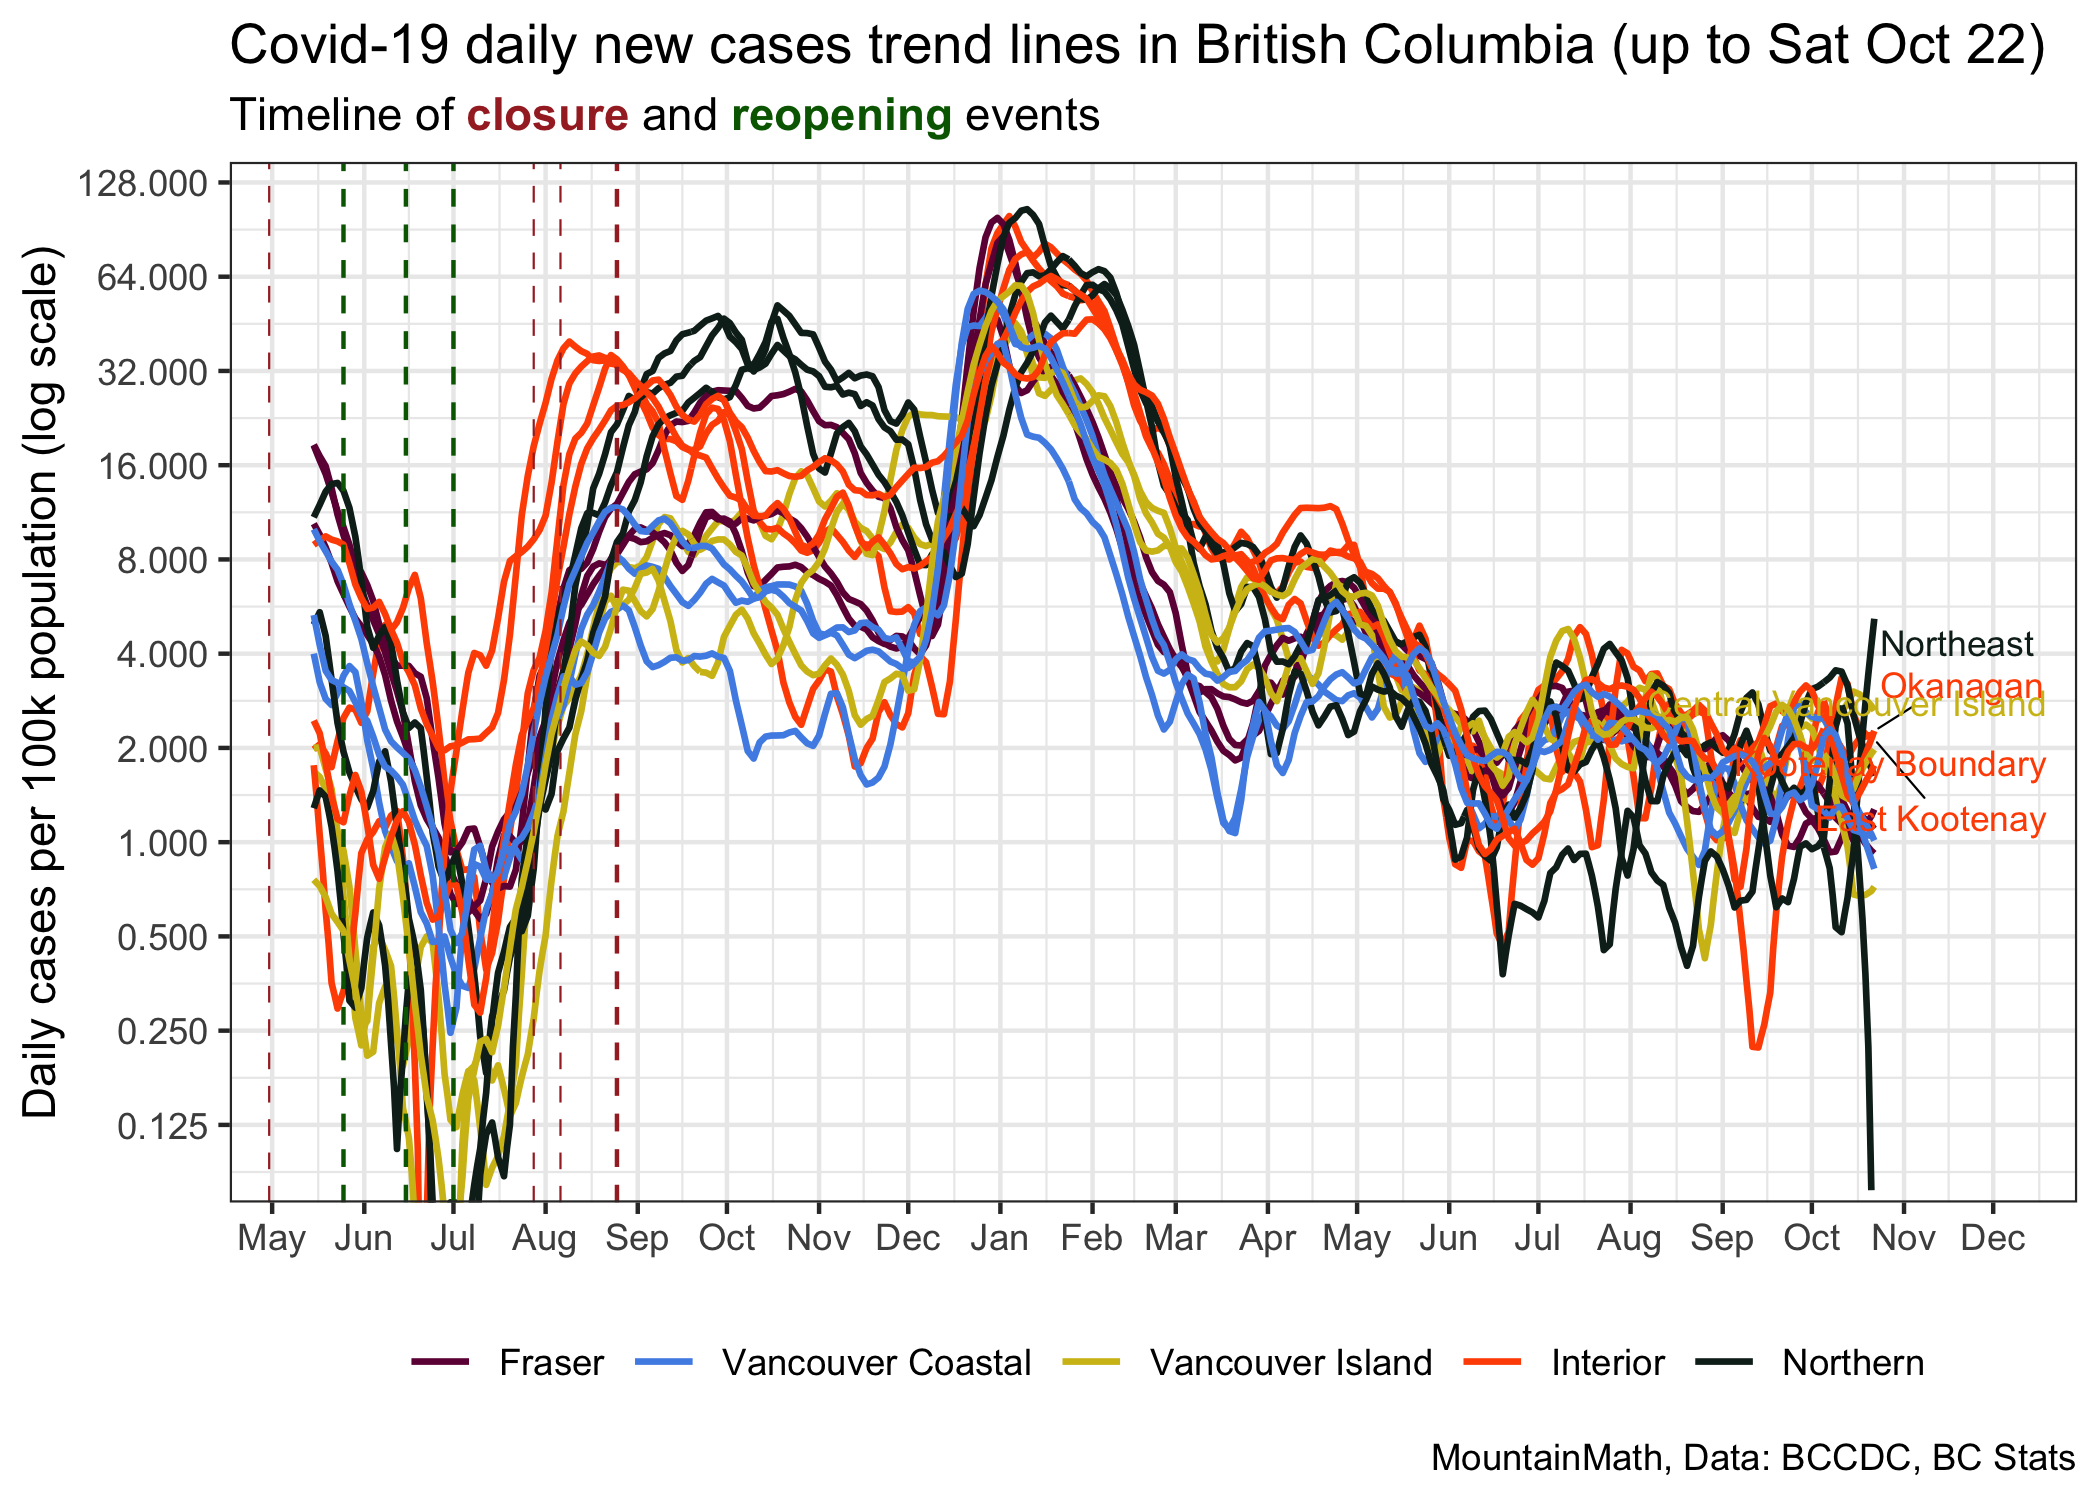 Covid-19 daily new cases trend lines in British Columbia (up to Sat Oct 22)
Timeline of closure and reopening events
Daily cases per 100k population (log scale)
128.000
64.000
32.000
16.000
8.000
4.000
2.000
1.000
0.500
0.250
0.125
Northeast
Okanagan
Central Vancouver Island
Kootenay Boundary
East Kootenay
May Jun Jul Aug Sep Oct Nov Dec Jan Feb Mar Apr May Jun Jul Aug Sep Oct Nov Dec
Fraser Vancouver Coastal Vancouver Island Interior Northern
MountainMath, Data: BCCDC, BC Stats